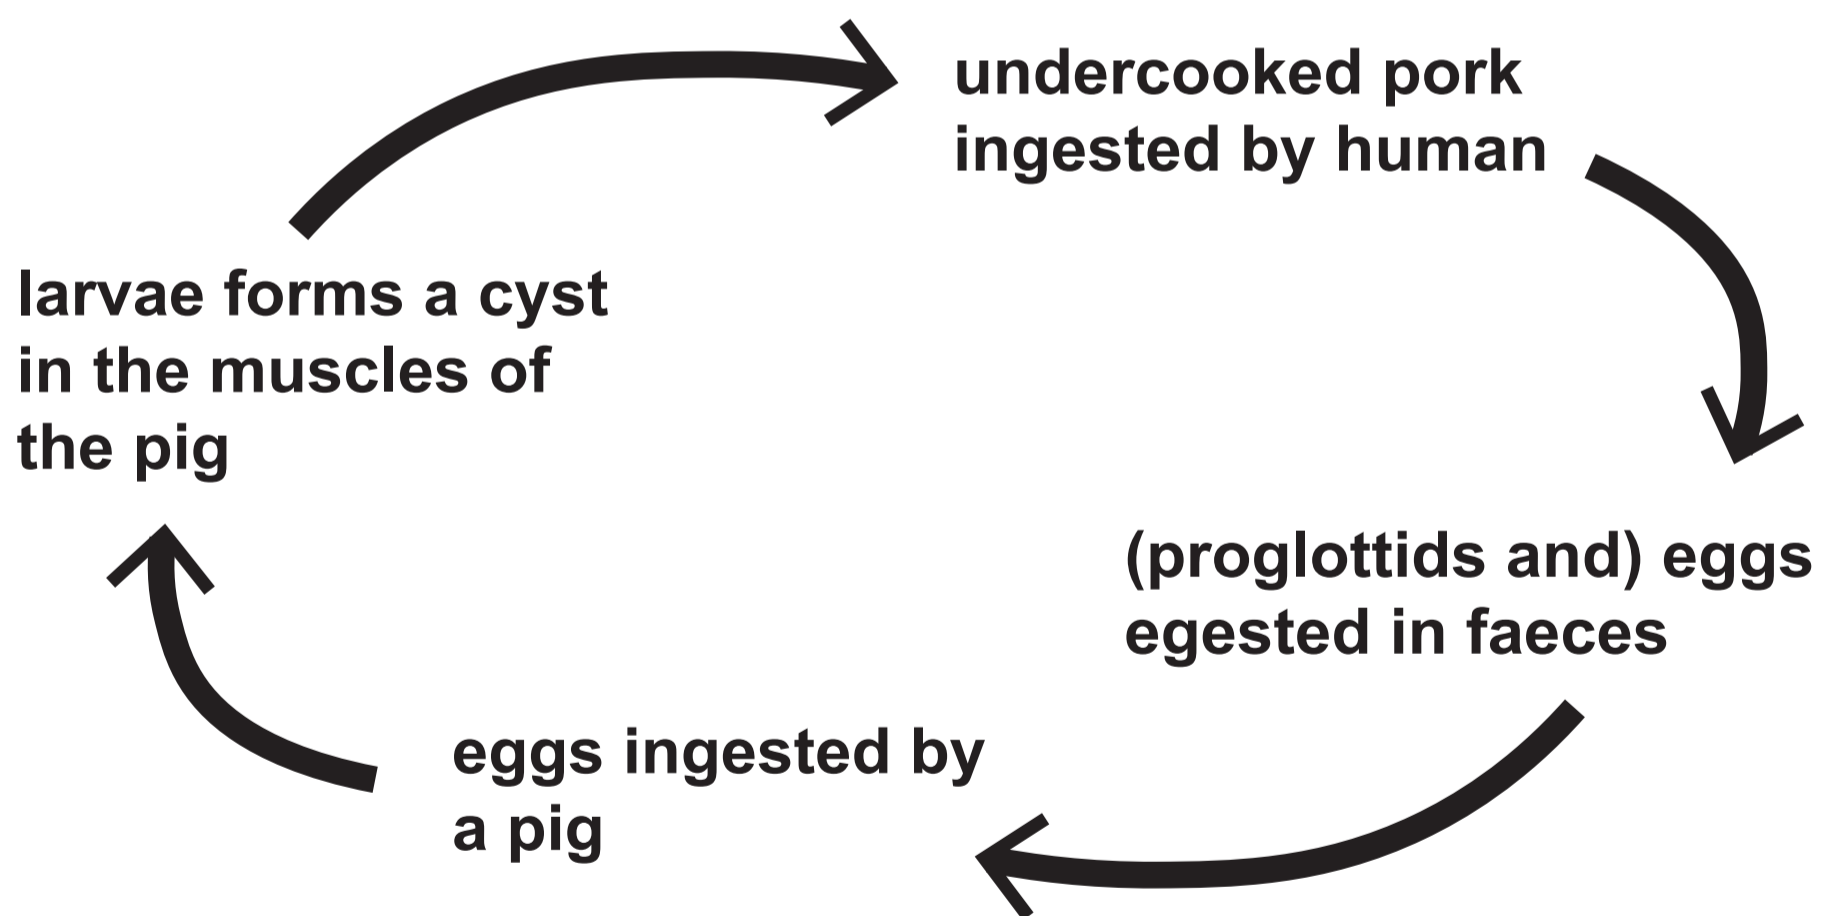 undercooked pork
ingested by human
larvae forms a cyst
in the muscles of
the pig
(proglottids and) eggs
egested in faeces
eggs ingested by
a pig